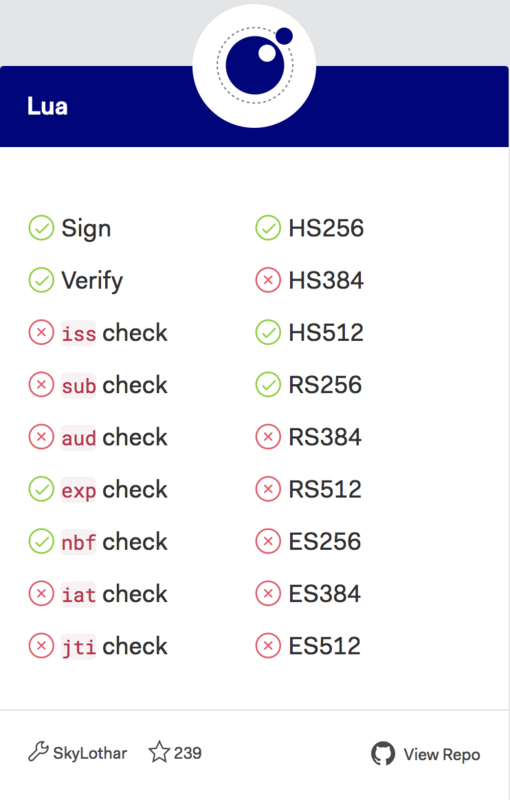 Lua
Sign
Verify
iss check
sub check
aud check
exp check
nbf check
iat check
jti check
HS256
HS384
HS512
RS256
RS384
RS512
ES256
ES384
ES512
SkyLothar 239 View Repo